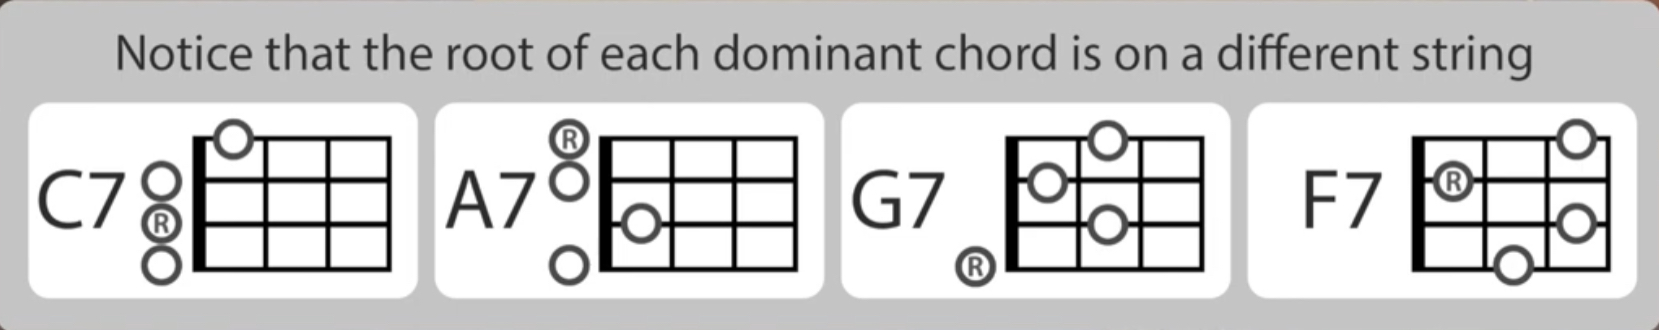 Notice that the root of each dominant chord is on a different string
C7 R
A7 R
G7 R
F7 R